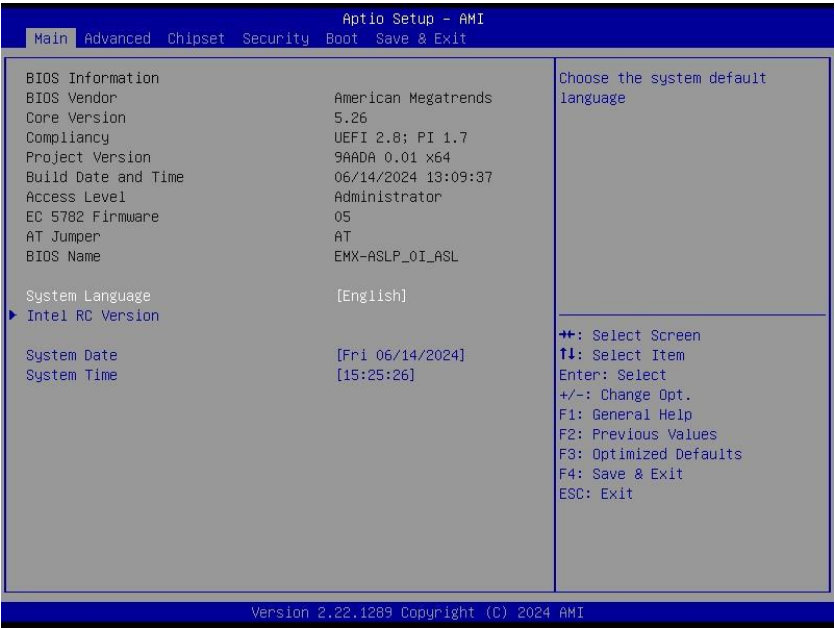 Aptio Setup – AMI
Main Advanced Chipset Security Boot Save & Exit
BIOS Information
BIOS Vendor American Megatrends
Core Version 5.26
Compliancy UEFI 2.8; PI 1.7
Project Version 9AADA 0.01 x64
Build Date and Time 06/14/2024 13:09:37
Access Level Administrator
EC 5782 Firmware 05
AT Jumper AT
BIOS Name EMX-ASLP_0I_ASL
System Language [English]
Intel RC Version
System Date [Fri 06/14/2024]
System Time [15:25:26]
Choose the system default
language
→←: Select Screen
↑↓: Select Item
Enter: Select
+/-: Change Opt.
F1: General Help
F2: Previous Values
F3: Optimized Defaults
F4: Save & Exit
ESC: Exit
Version 2.22.1289 Copyright (C) 2024 AMI